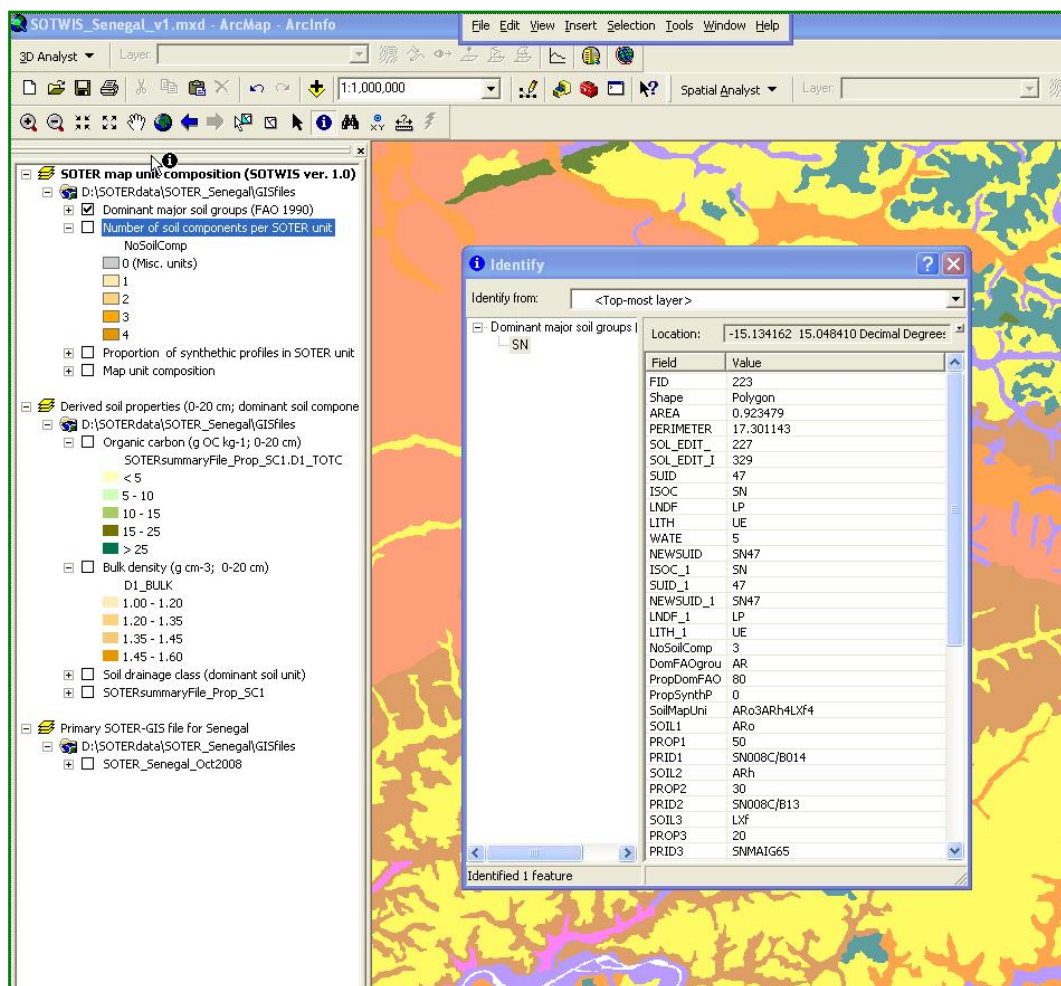 SOTWIS_Senegal_v1.mxd - ArcMap - ArcInfo
File Edit View Insert Selection Tools Window Help
3D Analyst Layer:
1:1,000,000 Spatial Analyst Layer:
SOTER map unit composition (SOTWIS ver. 1.0)
D:\SOTERdata\SOTER_Senegal\GISfiles
Dominant major soil groups (FAO 1990)
Number of soil components per SOTER unit
NoSoilComp
0 (Misc. units)
1
2
3
4
Proportion of synthethic profiles in SOTER unit
Map unit composition
Derived soil properties (0-20 cm; dominant soil compone
D:\SOTERdata\SOTER_Senegal\GISfiles
Organic carbon (g OC kg-1; 0-20 cm)
SOTERsummaryFile_Prop_SC1.D1_TOTC
< 5
5 - 10
10 - 15
15 - 25
> 25
Bulk density (g cm-3; 0-20 cm)
D1_BULK
1.00 - 1.20
1.20 - 1.35
1.35 - 1.45
1.45 - 1.60
Soil drainage class (dominant soil unit)
SOTERsummaryFile_Prop_SC1
Primary SOTER-GIS file for Senegal
D:\SOTERdata\SOTER_Senegal\GISfiles
SOTER_Senegal_Oct2008
Identify
Identify from: <Top-most layer>
Dominant major soil groups (
SN
Location: -15.134162 15.048410 Decimal Degrees
Field Value
FID 223
Shape Polygon
AREA 0.923479
PERIMETER 17.301143
SOL_EDIT_ 227
SOL_EDIT_I 329
SUID 47
ISOC SN
LNDF LP
LITH UE
WATE 5
NEWSUID SN47
ISOC_1 SN
SUID_1 47
NEWSUID_1 SN47
LNDF_1 LP
LITH_1 UE
NoSoilComp 3
DomFAOgrou AR
PropDomFAO 80
PropSynthP 0
SoilMapUni ARo3ARh4LXf4
SOIL1 ARo
PROP1 50
PRID1 SN008C/B014
SOIL2 ARh
PROP2 30
PRID2 SN008C/B13
SOIL3 LXf
PROP3 20
PRID3 SNMAIG65
Identified 1 feature